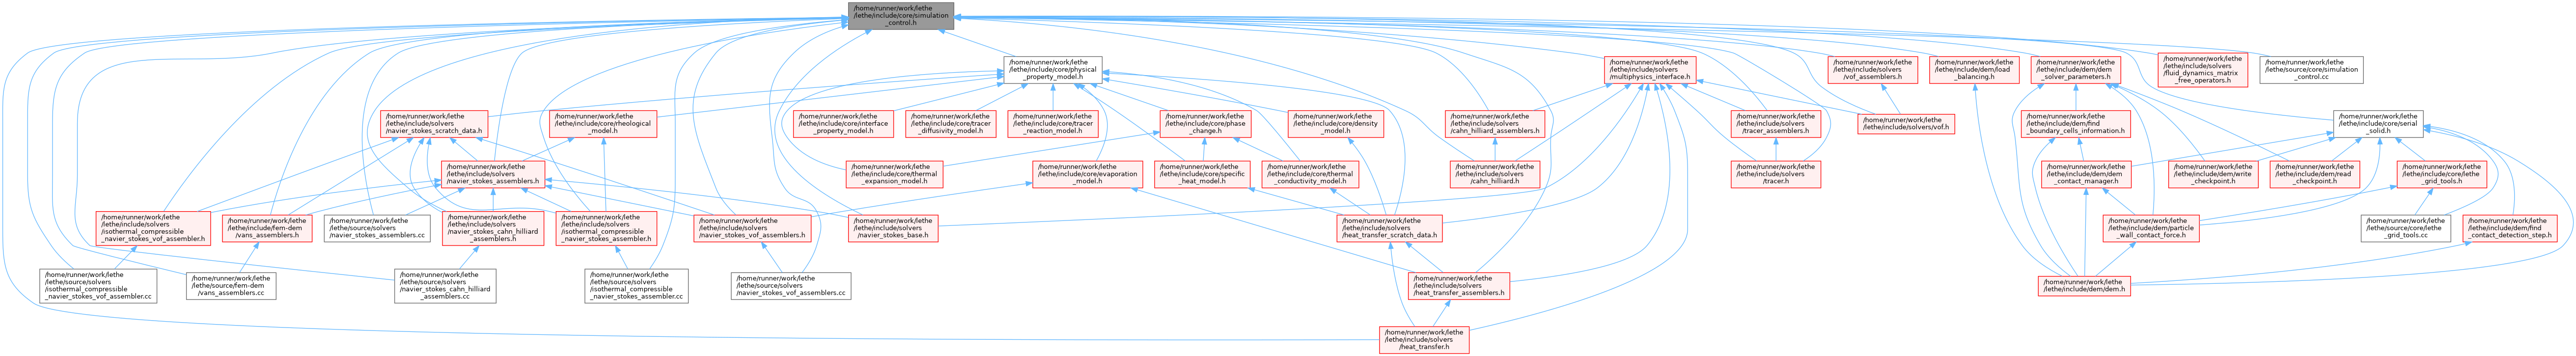 /home/runner/work/lethe
/lethe/include/core/simulation
_control.h
/home/runner/work/lethe
/lethe/include/core/physical
_property_model.h
/home/runner/work/lethe
/lethe/include/solvers
/multiphysics_interface.h
/home/runner/work/lethe
/lethe/include/solvers
/vof_assemblers.h
/home/runner/work/lethe
/lethe/include/dem/load
_balancing.h
/home/runner/work/lethe
/lethe/include/dem/dem
_solver_parameters.h
/home/runner/work/lethe
/lethe/include/solvers
/fluid_dynamics_matrix
_free_operators.h
/home/runner/work/lethe
/lethe/source/core/simulation
_control.cc
/home/runner/work/lethe
/lethe/include/solvers
/navier_stokes_scratch_data.h
/home/runner/work/lethe
/lethe/include/core/rheological
_model.h
/home/runner/work/lethe
/lethe/include/core/interface
_property_model.h
/home/runner/work/lethe
/lethe/include/core/tracer
_diffusivity_model.h
/home/runner/work/lethe
/lethe/include/core/tracer
_reaction_model.h
/home/runner/work/lethe
/lethe/include/core/phase
_change.h
/home/runner/work/lethe
/lethe/include/core/density
_model.h
/home/runner/work/lethe
/lethe/include/solvers
/cahn_hilliard_assemblers.h
/home/runner/work/lethe
/lethe/include/solvers
/tracer_assemblers.h
/home/runner/work/lethe
/lethe/include/solvers/vof.h
/home/runner/work/lethe
/lethe/include/dem/find
_boundary_cells_information.h
/home/runner/work/lethe
/lethe/include/core/serial
_solid.h
/home/runner/work/lethe
/lethe/include/solvers
/navier_stokes_assemblers.h
/home/runner/work/lethe
/lethe/include/core/thermal
_expansion_model.h
/home/runner/work/lethe
/lethe/include/core/evaporation
_model.h
/home/runner/work/lethe
/lethe/include/core/specific
_heat_model.h
/home/runner/work/lethe
/lethe/include/core/thermal
_conductivity_model.h
/home/runner/work/lethe
/lethe/include/solvers
/cahn_hilliard.h
/home/runner/work/lethe
/lethe/include/solvers
/tracer.h
/home/runner/work/lethe
/lethe/include/dem/dem
_contact_manager.h
/home/runner/work/lethe
/lethe/include/dem/write
_checkpoint.h
/home/runner/work/lethe
/lethe/include/dem/read
_checkpoint.h
/home/runner/work/lethe
/lethe/include/core/lethe
_grid_tools.h
/home/runner/work/lethe
/lethe/include/solvers
/isothermal_compressible
_navier_stokes_vof_assembler.h
/home/runner/work/lethe
/lethe/include/fem-dem
/vans_assemblers.h
/home/runner/work/lethe
/lethe/source/solvers
/navier_stokes_assemblers.cc
/home/runner/work/lethe
/lethe/include/solvers
/navier_stokes_cahn_hilliard
_assemblers.h
/home/runner/work/lethe
/lethe/include/solvers
/isothermal_compressible
_navier_stokes_assembler.h
/home/runner/work/lethe
/lethe/include/solvers
/navier_stokes_vof_assemblers.h
/home/runner/work/lethe
/lethe/include/solvers
/navier_stokes_base.h
/home/runner/work/lethe
/lethe/include/solvers
/heat_transfer_scratch_data.h
/home/runner/work/lethe
/lethe/include/dem/particle
_wall_contact_force.h
/home/runner/work/lethe
/lethe/source/core/lethe
_grid_tools.cc
/home/runner/work/lethe
/lethe/include/dem/find
_contact_detection_step.h
/home/runner/work/lethe
/lethe/source/solvers
/isothermal_compressible
_navier_stokes_vof_assembler.cc
/home/runner/work/lethe
/lethe/source/fem-dem
/vans_assemblers.cc
/home/runner/work/lethe
/lethe/source/solvers
/navier_stokes_cahn_hilliard
_assemblers.cc
/home/runner/work/lethe
/lethe/source/solvers
/isothermal_compressible
_navier_stokes_assembler.cc
/home/runner/work/lethe
/lethe/source/solvers
/navier_stokes_vof_assemblers.cc
/home/runner/work/lethe
/lethe/include/solvers
/heat_transfer_assemblers.h
/home/runner/work/lethe
/lethe/include/dem/dem.h
/home/runner/work/lethe
/lethe/include/solvers
/heat_transfer.h